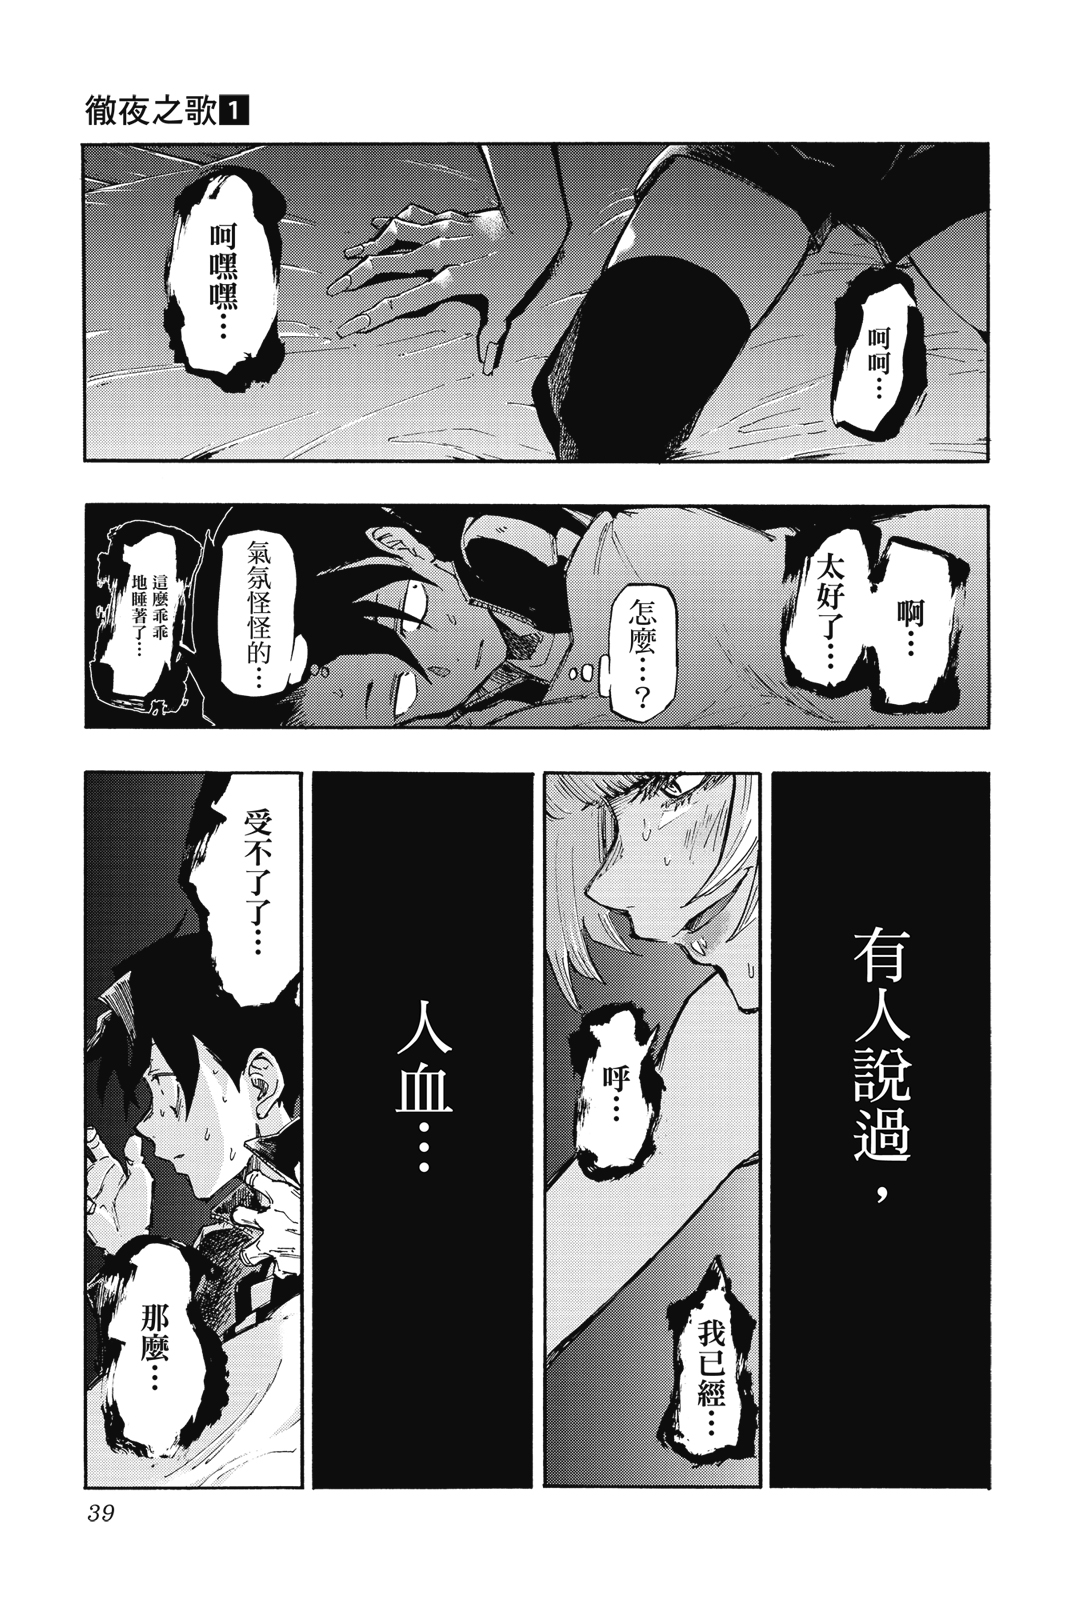 徹夜之歌1
呵呵…
呵嘿嘿…
啊…
太好了…
怎麼…?
氣氛怪怪的…
這麼乖乖
地睡著了…
有人說過，
呼…
我已經…
人血…
受不了了…
那麼…
39